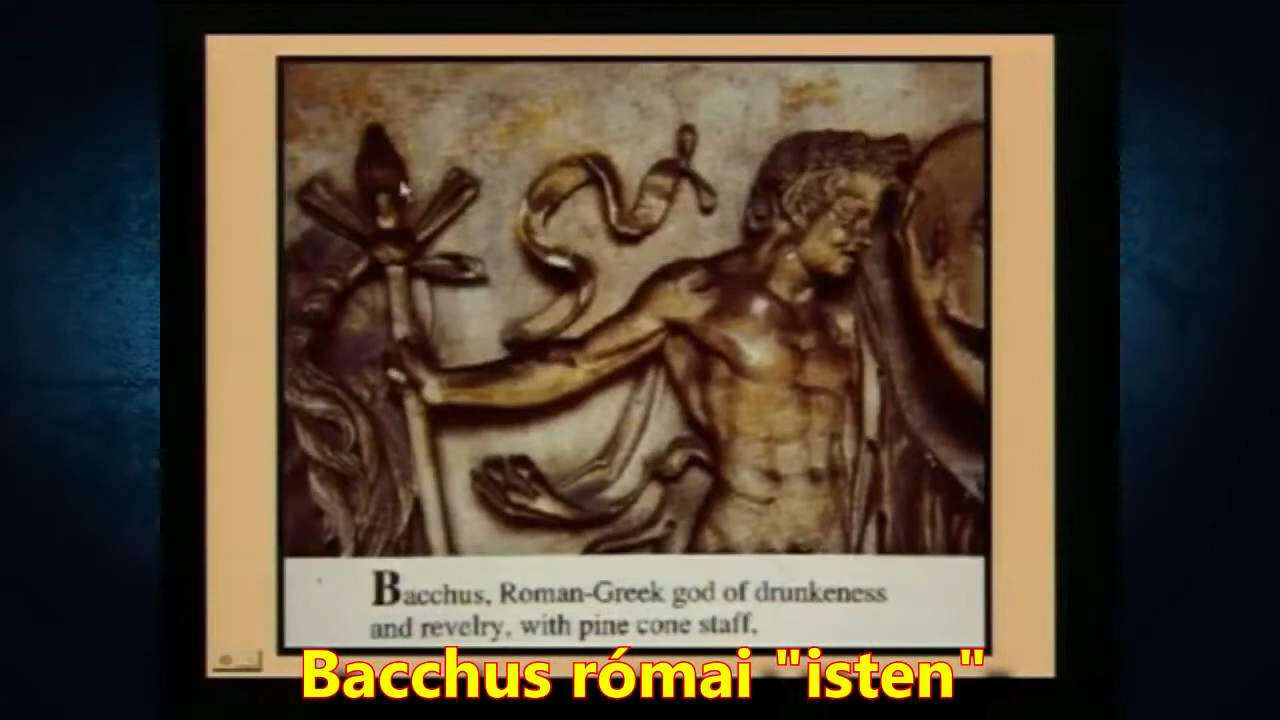 Bacchus, Roman-Greek god of drunkeness
and revelry, with pine cone staff.
Bacchus római "isten"